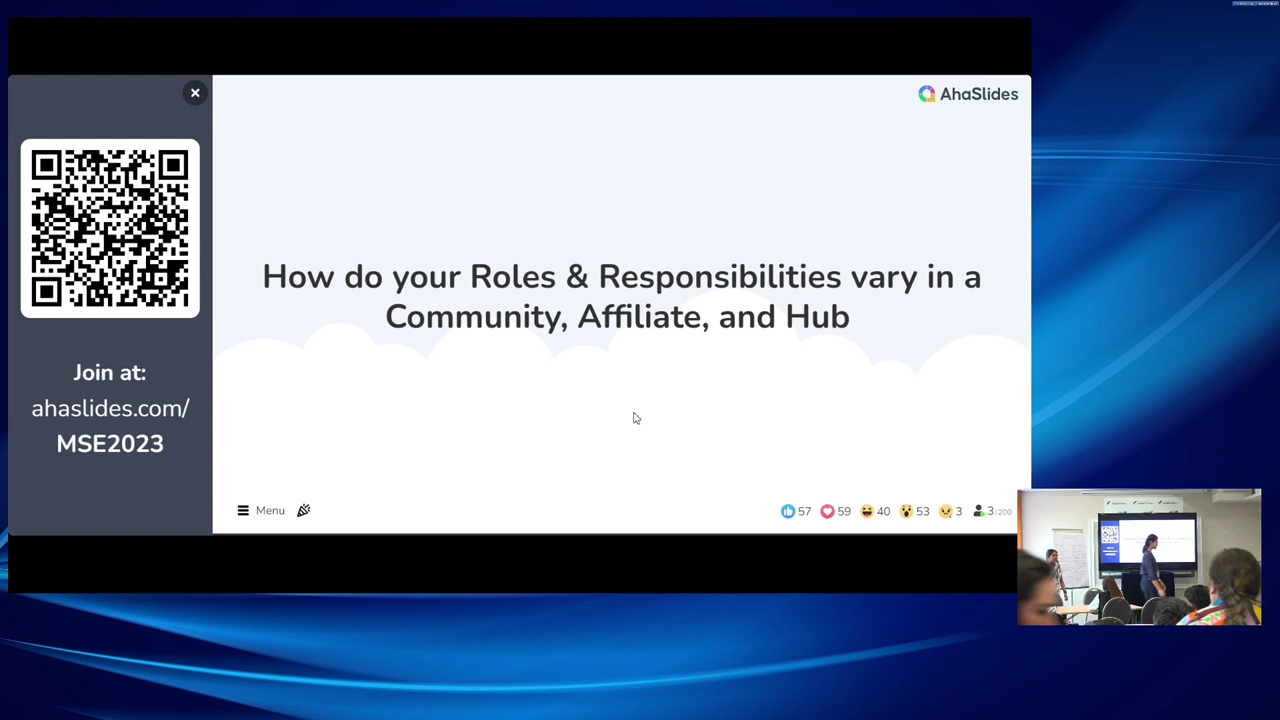 AhaSlides
How do your Roles & Responsibilities vary in a
Community, Affiliate, and Hub
Join at:
ahaslides.com/
MSE2023
Menu
57
59
40
53
3
3/200